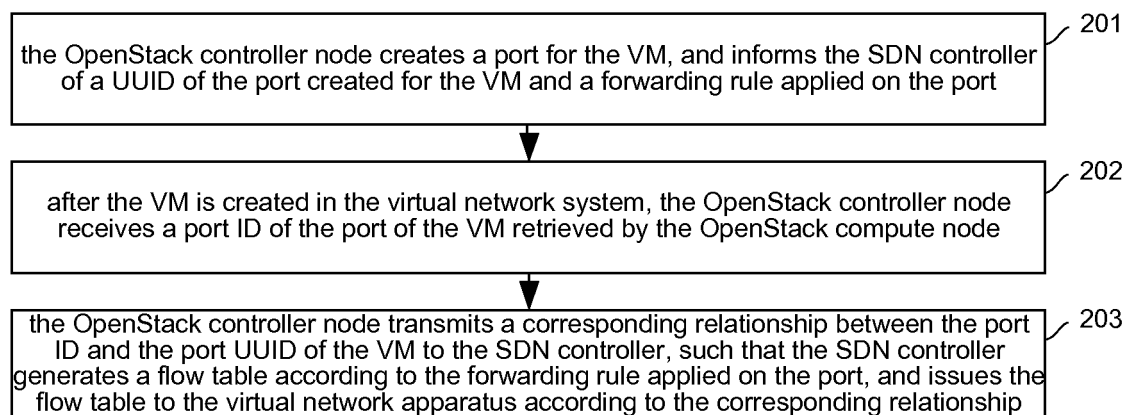 201
the OpenStack controller node creates a port for the VM, and informs the SDN controller
of a UUID of the port created for the VM and a forwarding rule applied on the port
202
after the VM is created in the virtual network system, the OpenStack controller node
receives a port ID of the port of the VM retrieved by the OpenStack compute node
203
the OpenStack controller node transmits a corresponding relationship between the port
ID and the port UUID of the VM to the SDN controller, such that the SDN controller
generates a flow table according to the forwarding rule applied on the port, and issues the
flow table to the virtual network apparatus according to the corresponding relationship